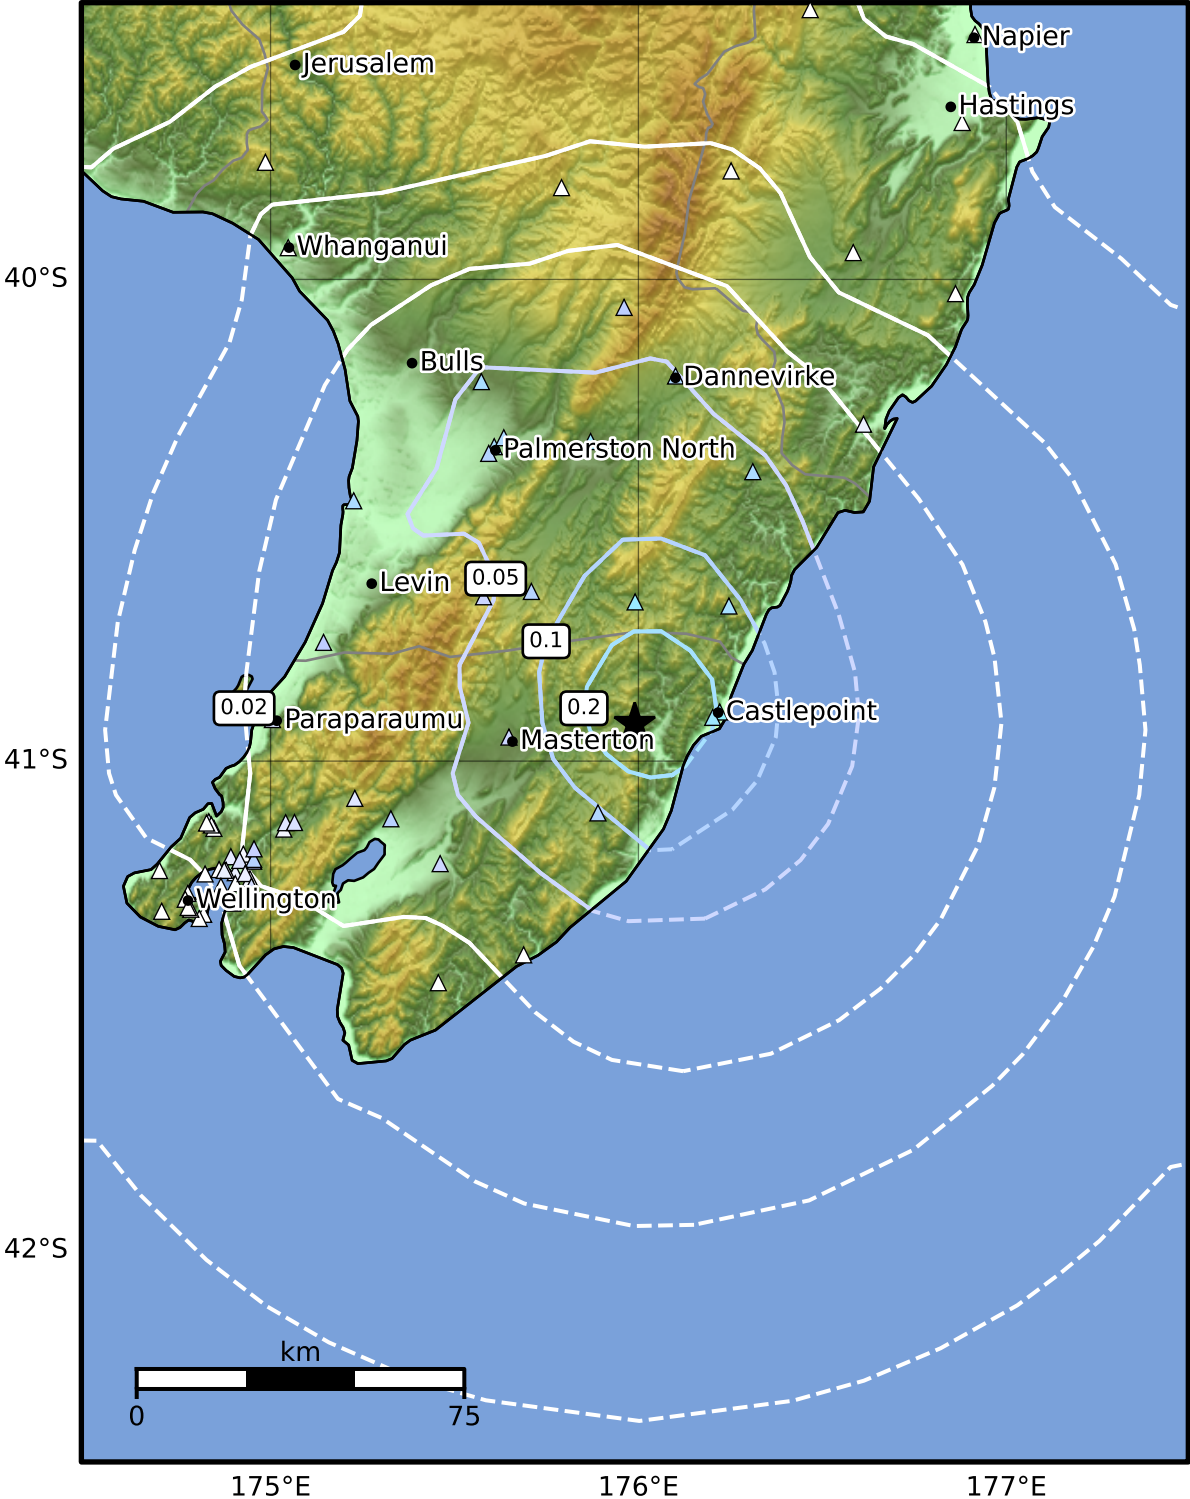 Napier
Jerusalem
Hastings
Whanganui
40°S
Bulls
Dannevirke
Palmerston North
0.05
Levin
0.1
0.2
0.02
Castlepoint
Paraparaumu
Masterton
41°S
Wellington
42°S
km
0
75
175°E
176°E
177°E